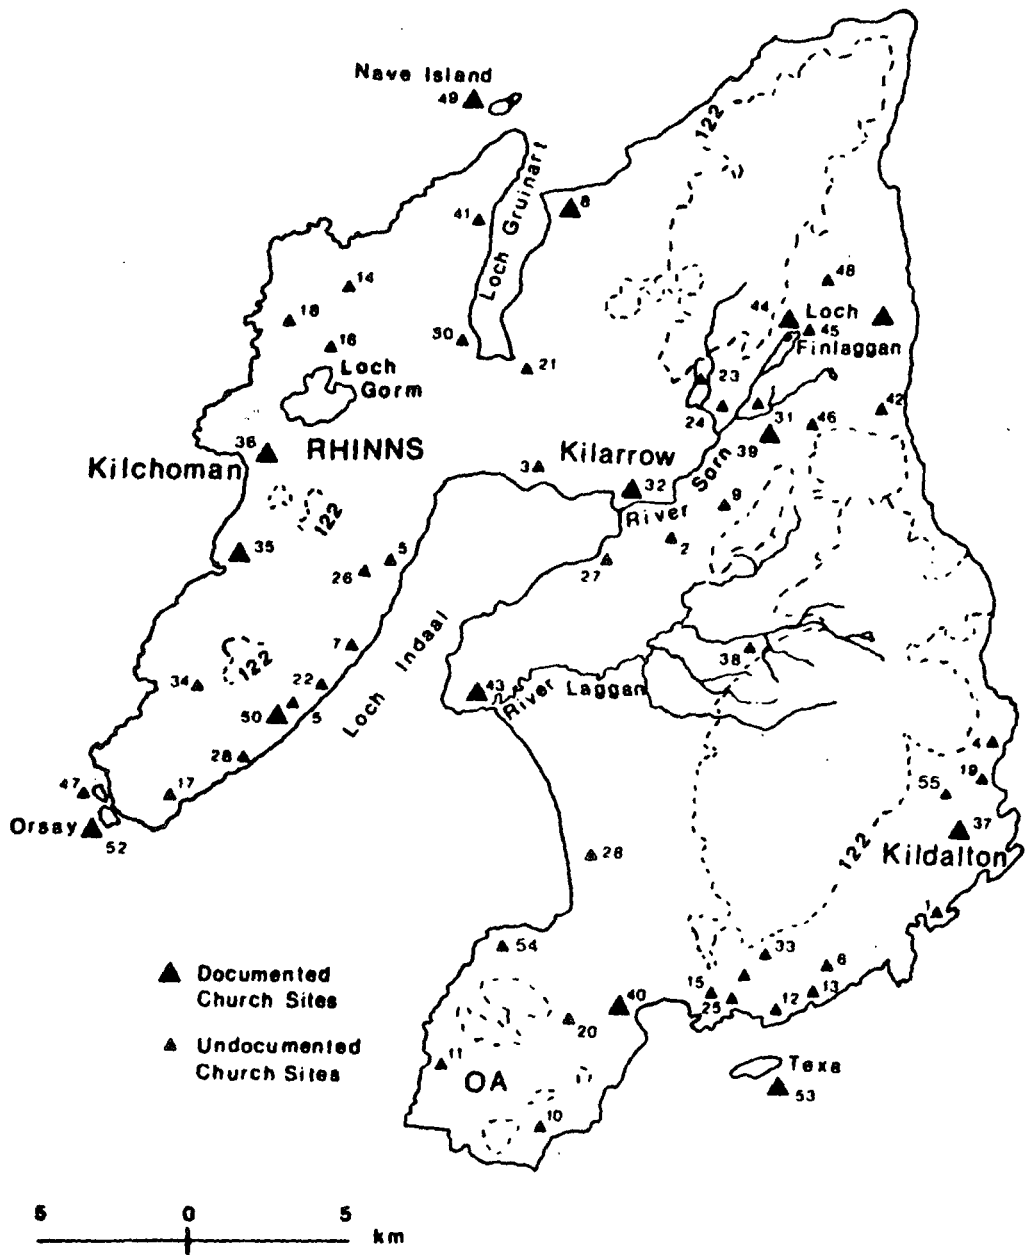 Nave Island
49
122
Loch Gruinart
8
41
14
18
16
48
44
Loch
45
Finlaggan
30
21
Loch
Gorm
23
24
42
31
46
39
36
RHINNS
Kilchoman
Kilarrow
3
32
Sorn
River
9
2
122
35
5
26
27
7
Loch Indaal
38
122
34
22
43
River Laggan
50
5
28
4
47
17
19
55
Orsay
52
37
122
Kildalton
28
1
54
33
6
Documented
Church Sites
15
13
25
12
40
20
Undocumented
Church Sites
11
OA
Texa
53
10
5 0 5
km